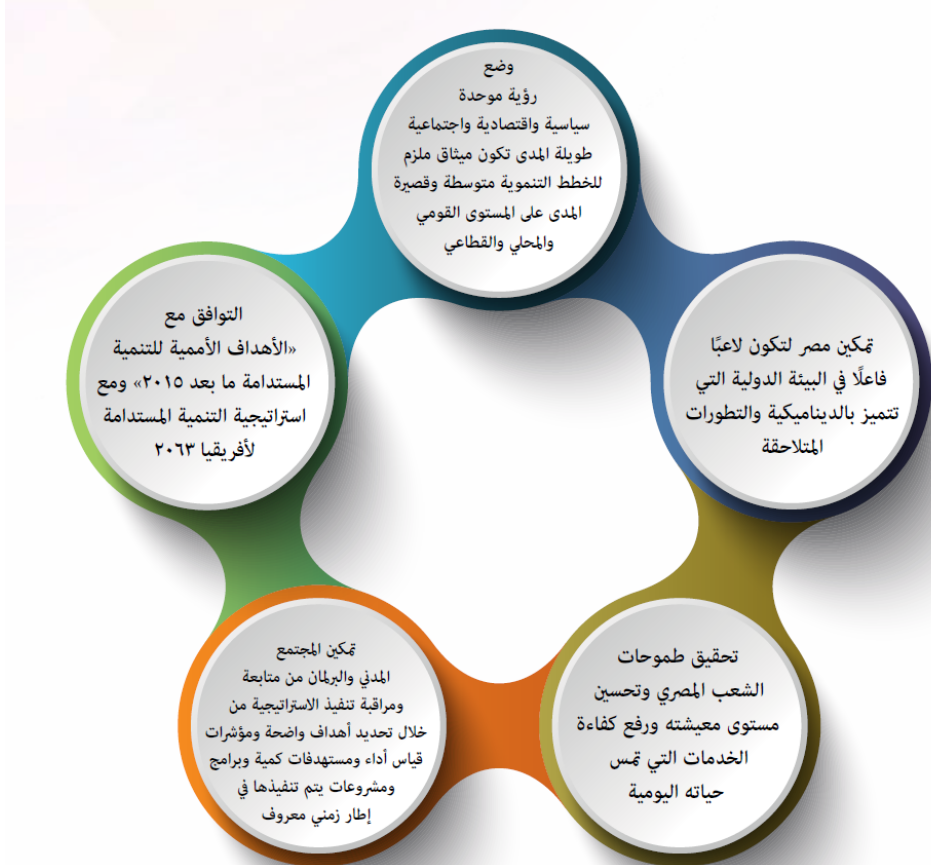 وضع
رؤية موحدة
سياسية واقتصادية واجتماعية
طويلة المدى تكون ميثاق ملزم
للخطط التنموية متوسطة وقصيرة
المدى على المستوى القومي
والمحلي والقطاعي
تمكين مصر لتكون لاعبًا
فاعلًا في البيئة الدولية التي
تتميز بالديناميكية والتطورات
المتلاحقة
تحقيق طموحات
الشعب المصري وتحسين
مستوى معيشته ورفع كفاءة
الخدمات التي تمس
حياته اليومية
تمكين المجتمع
المدني والبرلمان من متابعة
ومراقبة تنفيذ الاستراتيجية من
خلال تحديد أهداف واضحة ومؤشرات
قياس أداء ومستهدفات كمية وبرامج
ومشروعات يتم تنفيذها في
إطار زمني معروف
التوافق مع
«الأهداف الأممية للتنمية
المستدامة ما بعد ٢٠١٥» ومع
استراتيجية التنمية المستدامة
لأفريقيا ٢٠٦٣